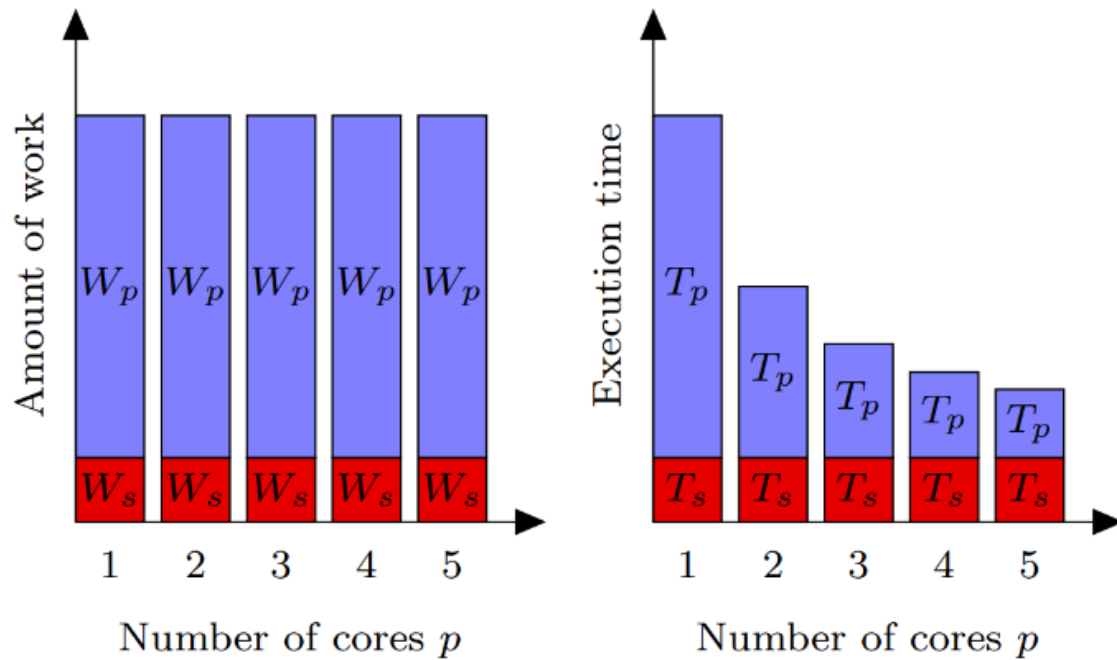 Amount of work
W_p W_p W_p W_p W_p
W_s W_s W_s W_s W_s
1 2 3 4 5
Number of cores p
Execution time
T_p
T_p
T_p
T_p
T_p
T_s T_s T_s T_s T_s
1 2 3 4 5
Number of cores p